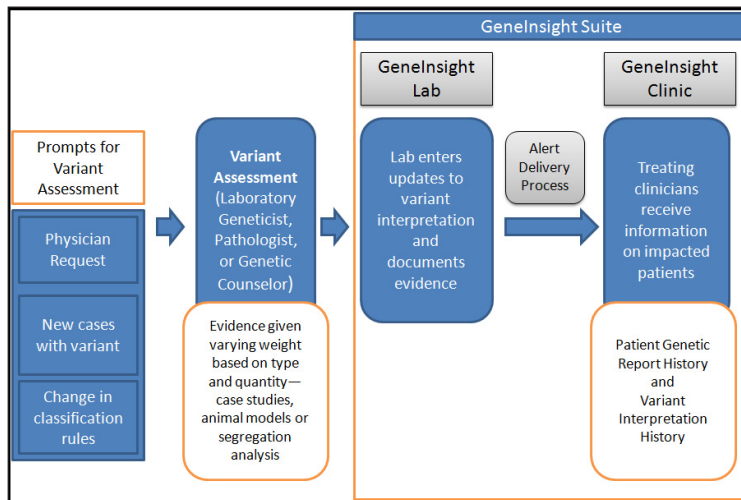 GeneInsight Suite
GeneInsight
Lab
GeneInsight
Clinic
Prompts for
Variant
Assessment
Physician
Request
New cases
with variant
Change in
classification
rules
Variant
Assessment
(Laboratory
Geneticist,
Pathologist,
or Genetic
Counselor)
Evidence given
varying weight
based on type
and quantity—
case studies,
animal models or
segregation
analysis
Lab enters
updates to
variant
interpretation
and
documents
evidence
Alert
Delivery
Process
Treating
clinicians
receive
information
on impacted
patients
Patient Genetic
Report History
and
Variant
Interpretation
History